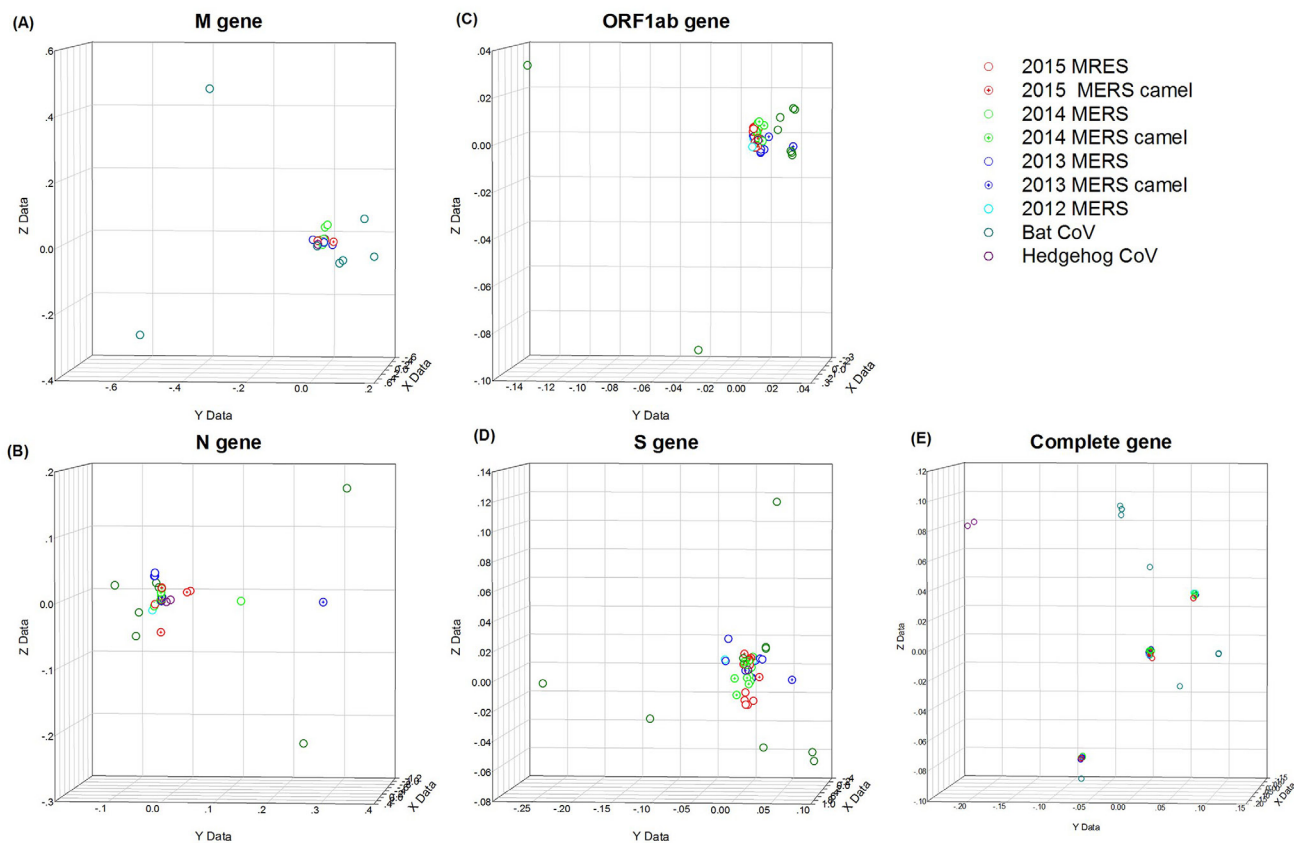 (A)
M gene
.6
.4
.2
0.0
-.2
-.4
Z Data
-.6
-.4
-.2
0.0
.2
Y Data
X Data
(C)
ORF1ab gene
.04
.02
0.00
-.02
-.04
-.06
-.08
-.10
Z Data
-.14
-.12
-.10
-.08
-.06
-.04
-.02
0.00
.02
.04
Y Data
X Data
2015 MRES
2015 MERS camel
2014 MERS
2014 MERS camel
2013 MERS
2013 MERS camel
2012 MERS
Bat CoV
Hedgehog CoV
(B)
N gene
.2
.1
0.0
-.1
-.2
-.3
Z Data
-.1
0.0
.1
.2
.3
.4
Y Data
X Data
(D)
S gene
.14
.12
.10
.08
.06
.04
.02
0.00
-.02
-.04
-.06
-.08
Z Data
-.25
-.20
-.15
-.10
-.05
0.00
.05
.10
Y Data
X Data
(E)
Complete gene
.12
.10
.08
.06
.04
.02
0.00
-.02
-.04
-.06
-.08
-.10
Z Data
-.20
-.15
-.10
-.05
0.00
.05
.10
.15
Y Data
X Data